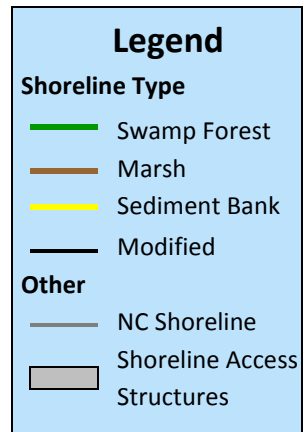 Legend
Shoreline Type
Swamp Forest
Marsh
Sediment Bank
Modified
Other
NC Shoreline
Shoreline Access
Structures